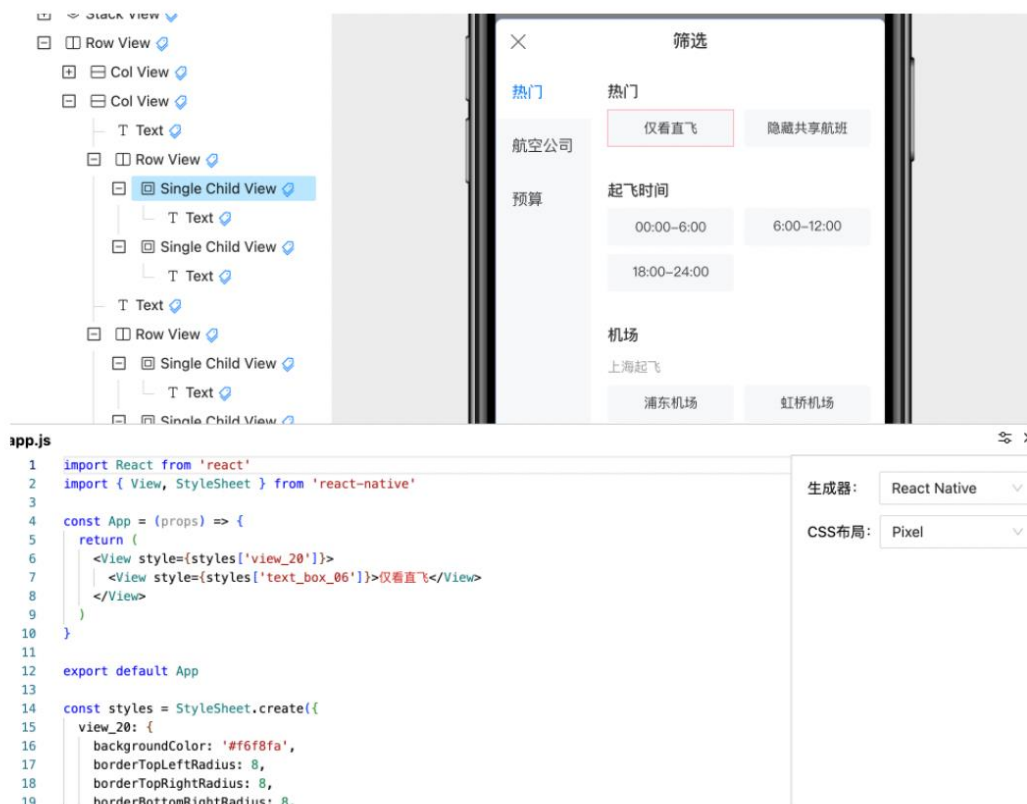 Stack View
Row View
Col View
Col View
T Text
Row View
Single Child View
T Text
Single Child View
T Text
T Text
Row View
Single Child View
T Text
Single Child View
筛选
热门
航空公司
预算
热门
仅看直飞 隐藏共享航班
起飞时间
00:00–6:00 6:00–12:00
18:00–24:00
机场
上海起飞
浦东机场 虹桥机场
app.js
1 import React from 'react'
2 import { View, StyleSheet } from 'react-native'
3
4 const App = (props) => {
5 return (
6 <View style={styles['view_20']}>
7 <View style={styles['text_box_06']}>仅看直飞</View>
8 </View>
9 )
10 }
11
12 export default App
13
14 const styles = StyleSheet.create({
15 view_20: {
16 backgroundColor: '#f6f8fa',
17 borderTopLeftRadius: 8,
18 borderTopRightRadius: 8,
19 borderBottomRightRadius: 8,
生成器： React Native
CSS布局： Pixel